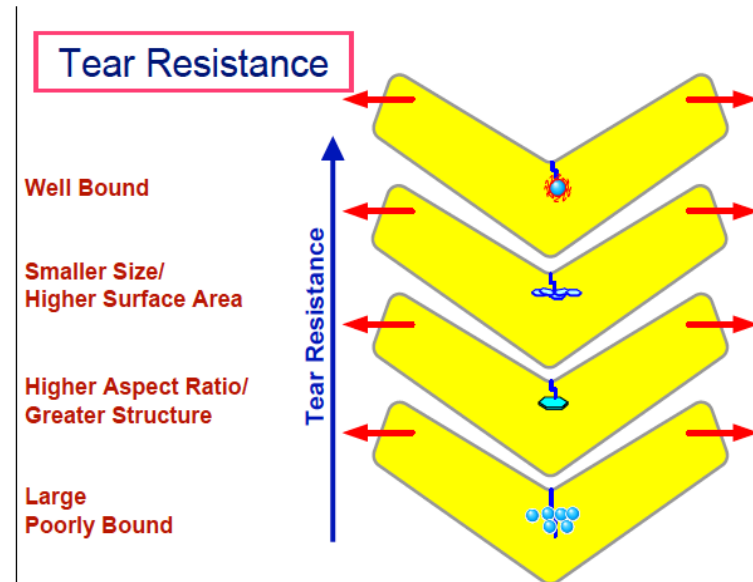 Tear Resistance
Well Bound
Smaller Size/
Higher Surface Area
Higher Aspect Ratio/
Greater Structure
Large
Poorly Bound
Tear Resistance